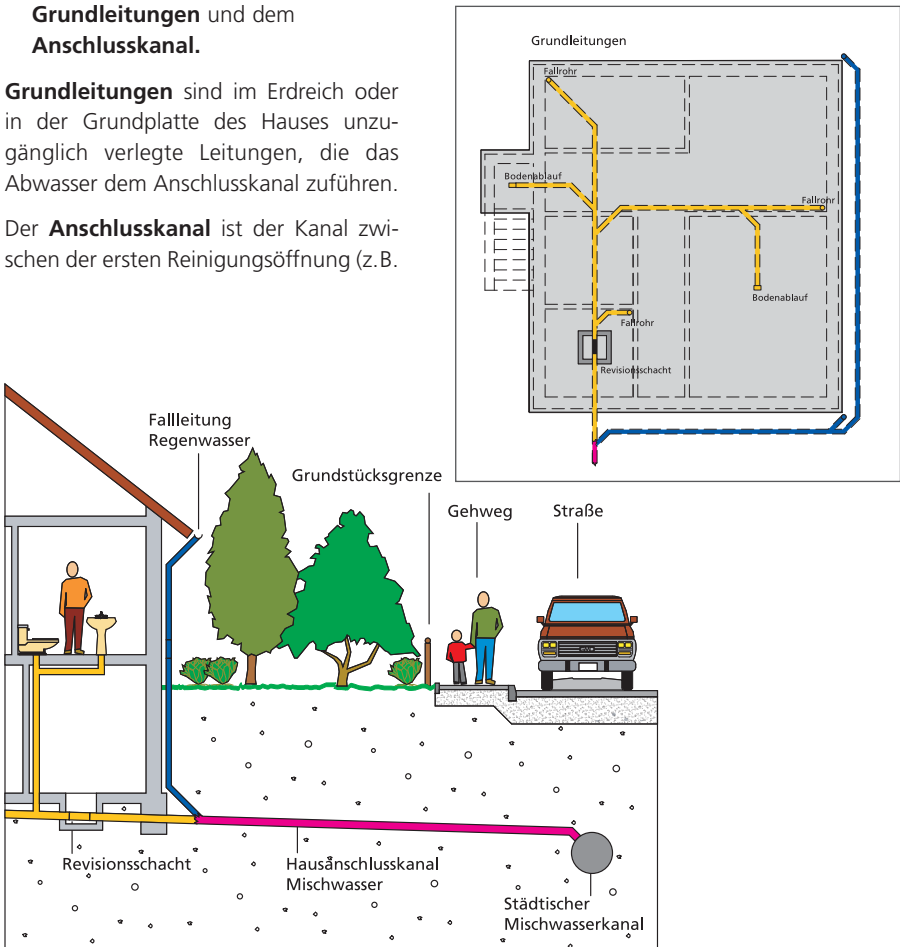 Grundleitungen und dem
Anschlusskanal.
Grundleitungen sind im Erdreich oder
in der Grundplatte des Hauses unzu-
gänglich verlegte Leitungen, die das
Abwasser dem Anschlusskanal zuführen.
Der Anschlusskanal ist der Kanal zwi-
schen der ersten Reinigungsöffnung (z.B.
Grundleitungen
Fallrohr
Bodenablauf
Fallrohr
Bodenablauf
Fallrohr
Revisionsschacht
Fallleitung
Regenwasser
Grundstücksgrenze
Gehweg
Straße
Revisionsschacht
Hausanschlusskanal
Mischwasser
Städtischer
Mischwasserkanal